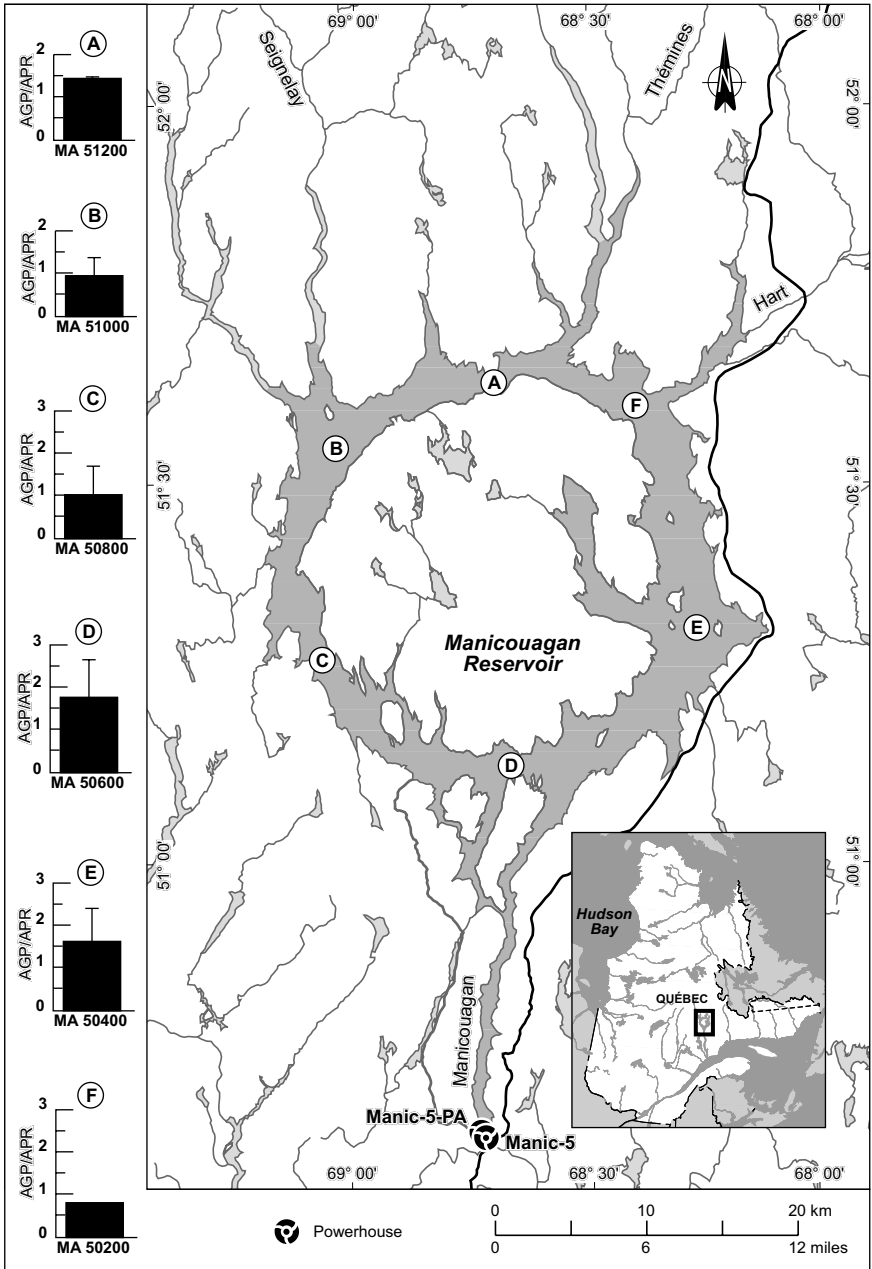 A
AGP/APR
2
1
0
MA 51200
B
AGP/APR
2
1
0
MA 51000
C
AGP/APR
3
2
1
0
MA 50800
D
AGP/APR
3
2
1
0
MA 50600
E
AGP/APR
3
2
1
0
MA 50400
F
AGP/APR
3
2
1
0
MA 50200
69° 00'
68° 30'
68° 00'
52° 00'
52° 00'
Seignelay
Thémines
N
Hart
A
F
B
51° 30'
51° 30'
E
Manicouagan
Reservoir
C
D
51° 00'
51° 00'
Hudson
Bay
QUÉBEC
Manicouagan
Manic-5-PA
Manic-5
69° 00'
68° 30'
68° 00'
Powerhouse
0 10 20 km
0 6 12 miles